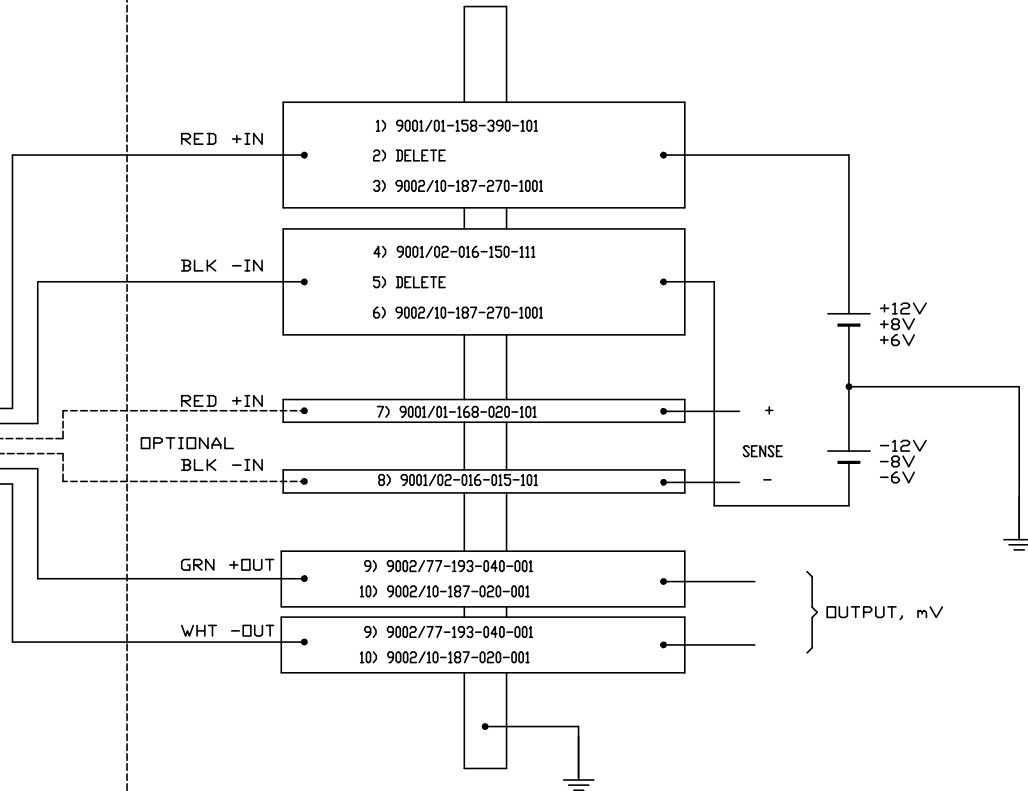 RED +IN
1) 9001/01-158-390-101
2) DELETE
3) 9002/10-187-270-1001
BLK -IN
4) 9001/02-016-150-111
5) DELETE
6) 9002/10-187-270-1001
+12V
+8V
+6V
RED +IN
7) 9001/01-168-020-101
+
OPTIONAL
SENSE
BLK -IN
8) 9001/02-016-015-101
-
-12V
-8V
-6V
GRN +OUT
9) 9002/77-193-040-001
10) 9002/10-187-020-001
OUTPUT, mV
WHT -OUT
9) 9002/77-193-040-001
10) 9002/10-187-020-001